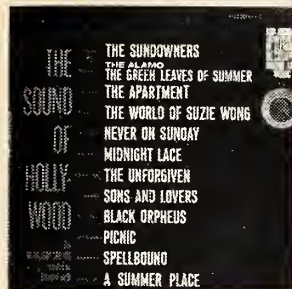 THE
SOUND
OF
HOLLY-
WOOD
THE SUNDOWNERS
THE ALAMO
THE GREEN LEAVES OF SUMMER
THE APARTMENT
THE WORLD OF SUZIE WONG
NEVER ON SUNDAY
MIDNIGHT LACE
THE UNFORGIVEN
SONS AND LOVERS
BLACK ORPHEUS
PICNIC
SPELLBOUND
A SUMMER PLACE